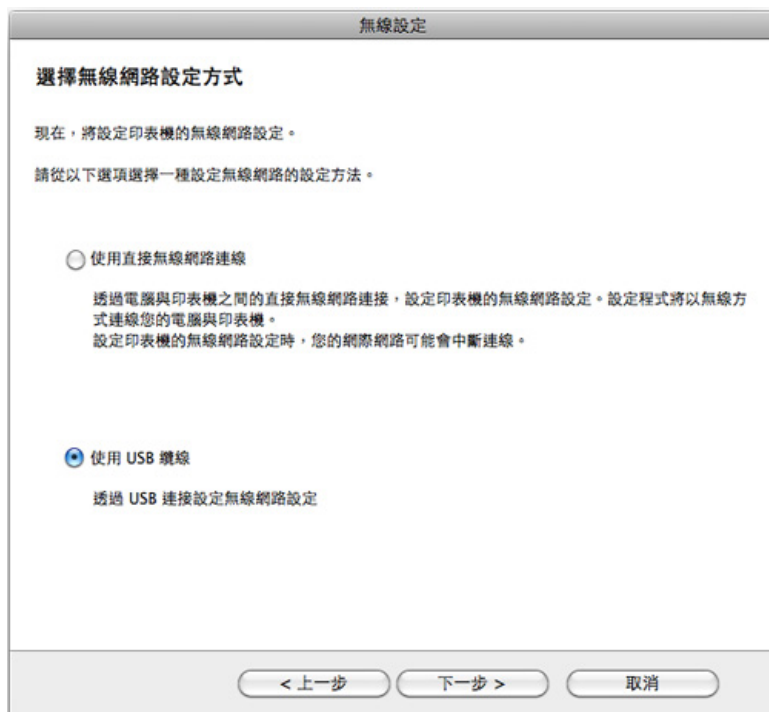 無線設定
選擇無線網路設定方式
現在，將設定印表機的無線網路設定。
請從以下選項選擇一種設定無線網路的設定方法。
使用直接無線網路連線
透過電腦與印表機之間的直接無線網路連接，設定印表機的無線網路設定。設定程式將以無線方
式連線您的電腦與印表機。
設定印表機的無線網路設定時，您的網際網路可能會中斷連線。
使用 USB 纜線
透過 USB 連接設定無線網路設定
< 上一步
下一步 >
取消